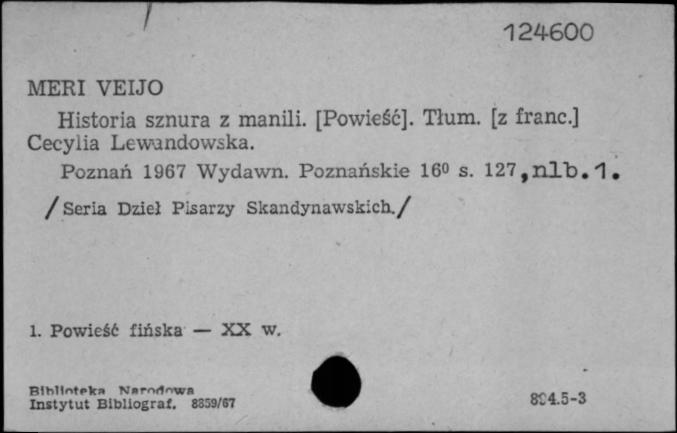 124600
MERI VEIJO
Historia sznura z manili. [Powieść]. Tłum. [z franc.]
Cecylia Lewandowska.
Poznań 1967 Wydawn. Poznańskie 16⁰ s. 127, nlb. 1.
/Seria Dzieł Pisarzy Skandynawskich./
1. Powieść fińska — XX w.
Biblioteka Narodowa
Instytut Bibliograf. 8859/67
894.5-3